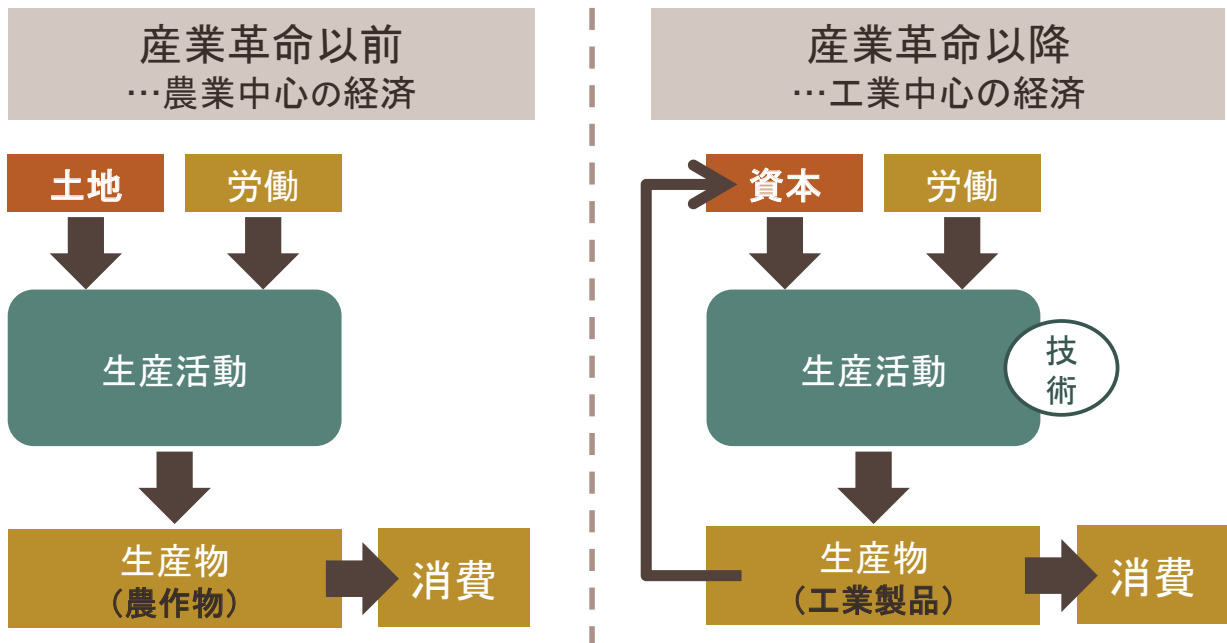 産業革命以前
…農業中心の経済
土地
労働
生産活動
生産物
（農作物）
消費
産業革命以降
…工業中心の経済
資本
労働
生産活動
技
術
生産物
（工業製品）
消費